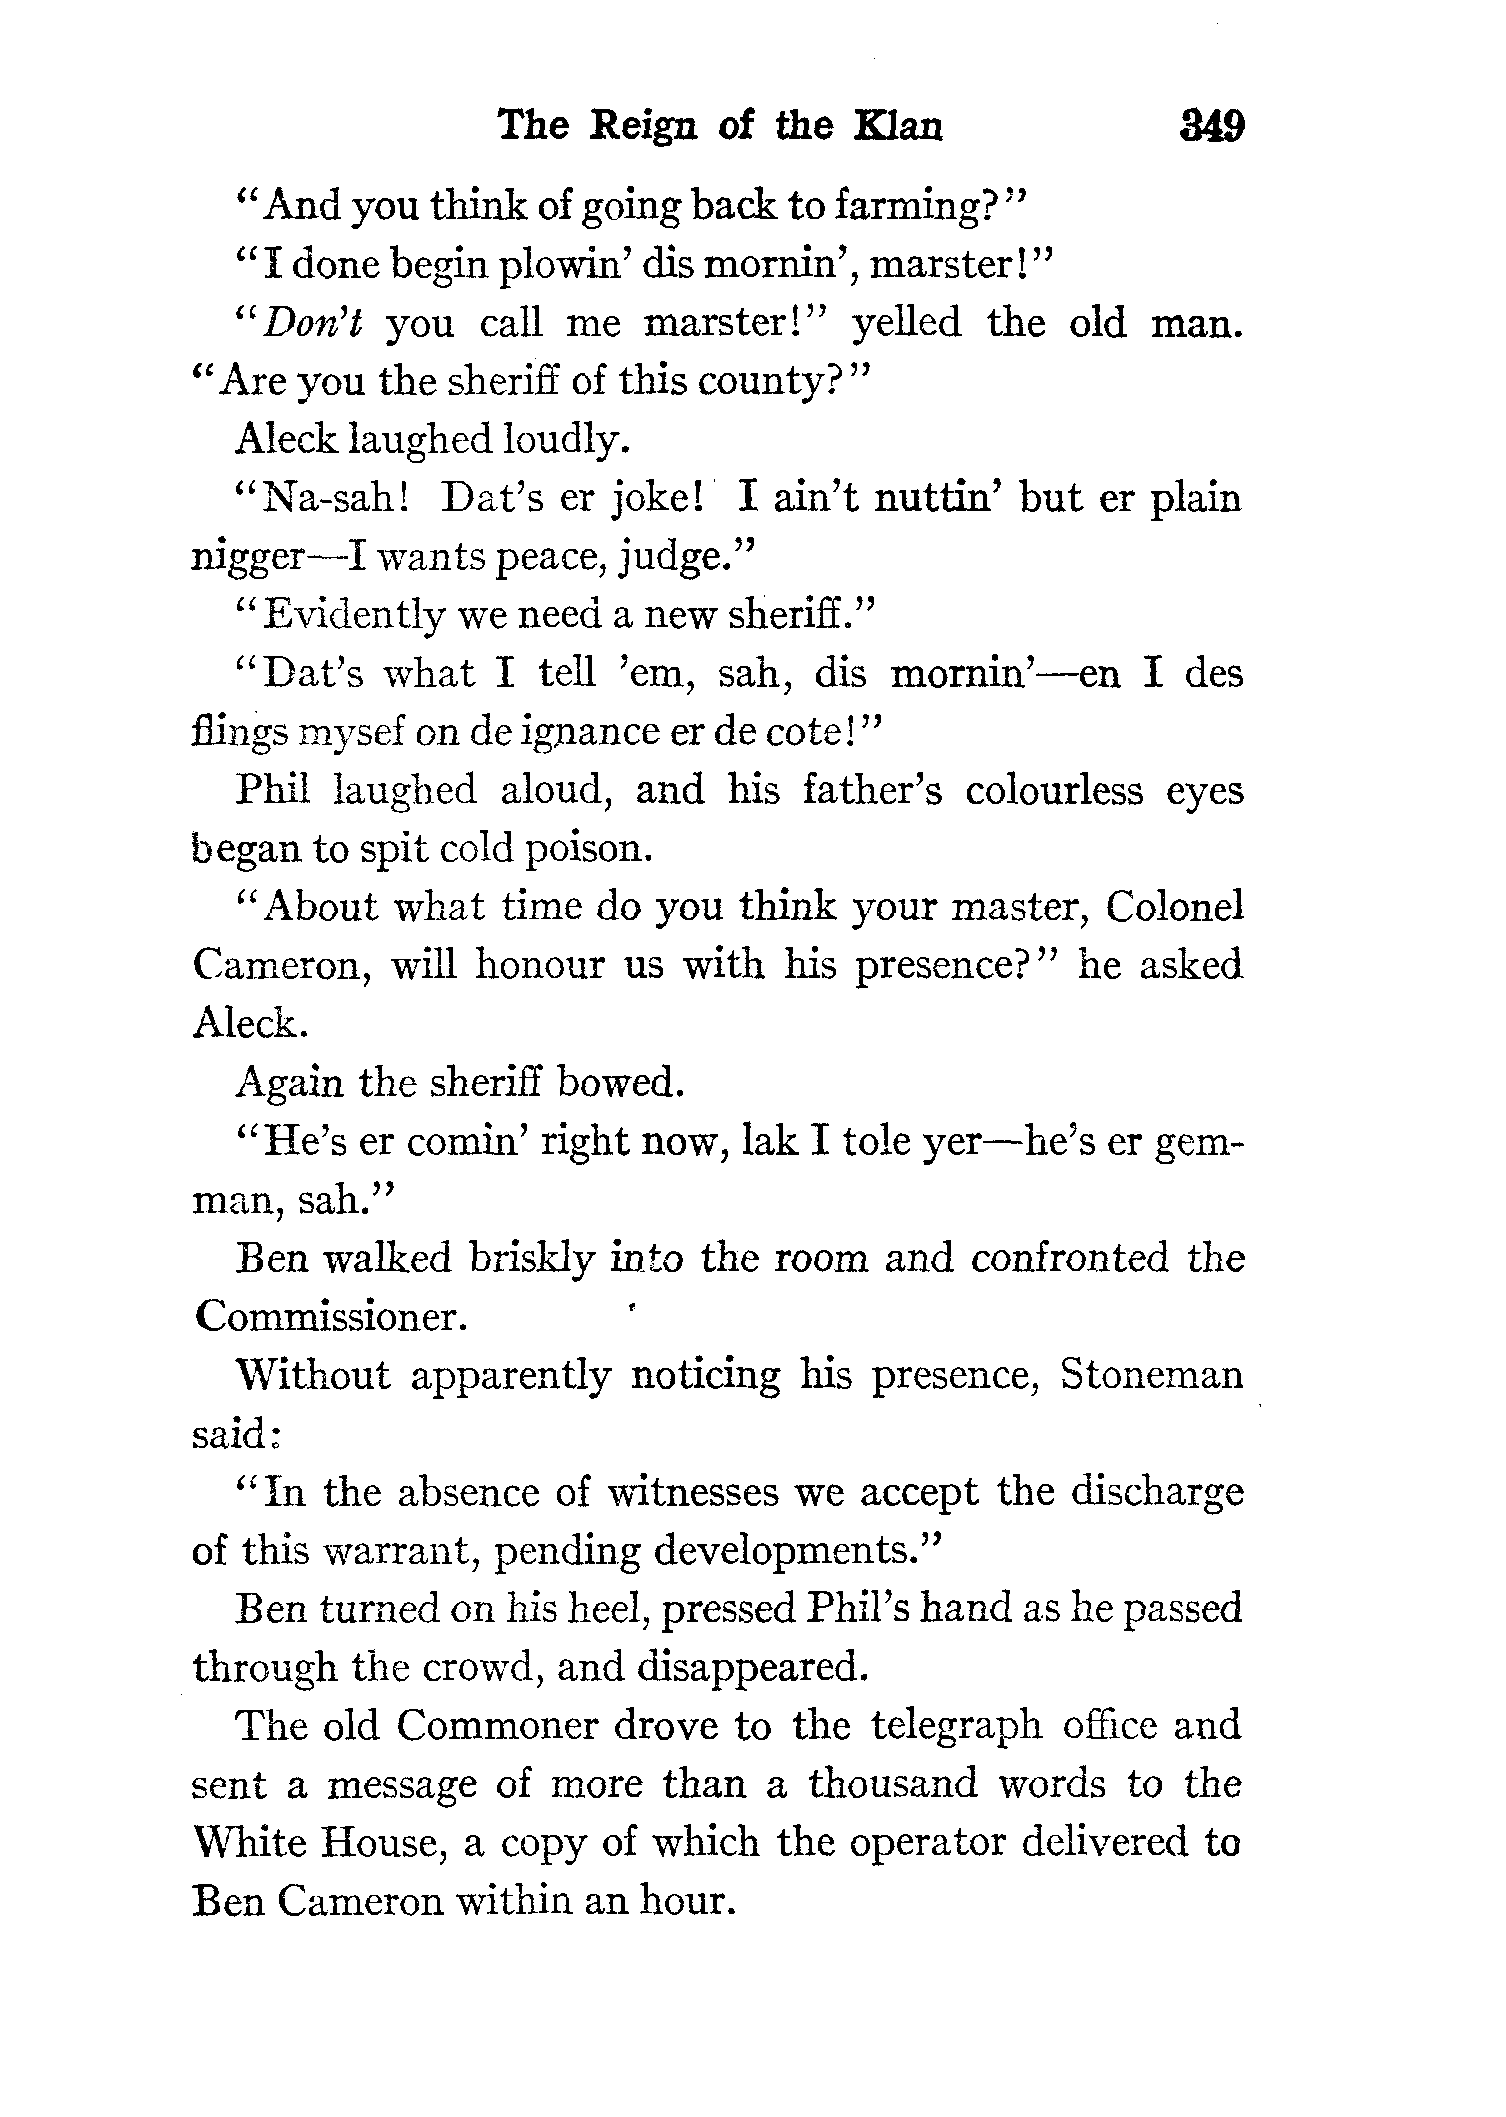 The Reign of the Klan 349
"And you think of going back to farming?"
"I done begin plowin' dis mornin', marster!"
"Don't you call me marster!" yelled the old man.
"Are you the sheriff of this county?"
Aleck laughed loudly.
"Na-sah! Dat's er joke! I ain't nuttin' but er plain
nigger—I wants peace, judge."
"Evidently we need a new sheriff."
"Dat's what I tell 'em, sah, dis mornin'—en I des
flings mysef on de ignance er de cote!"
Phil laughed aloud, and his father's colourless eyes
began to spit cold poison.
"About what time do you think your master, Colonel
Cameron, will honour us with his presence?" he asked
Aleck.
Again the sheriff bowed.
"He's er comin' right now, lak I tole yer—he's er gem-
man, sah."
Ben walked briskly into the room and confronted the
Commissioner.
Without apparently noticing his presence, Stoneman
said:
"In the absence of witnesses we accept the discharge
of this warrant, pending developments."
Ben turned on his heel, pressed Phil's hand as he passed
through the crowd, and disappeared.
The old Commoner drove to the telegraph office and
sent a message of more than a thousand words to the
White House, a copy of which the operator delivered to
Ben Cameron within an hour.